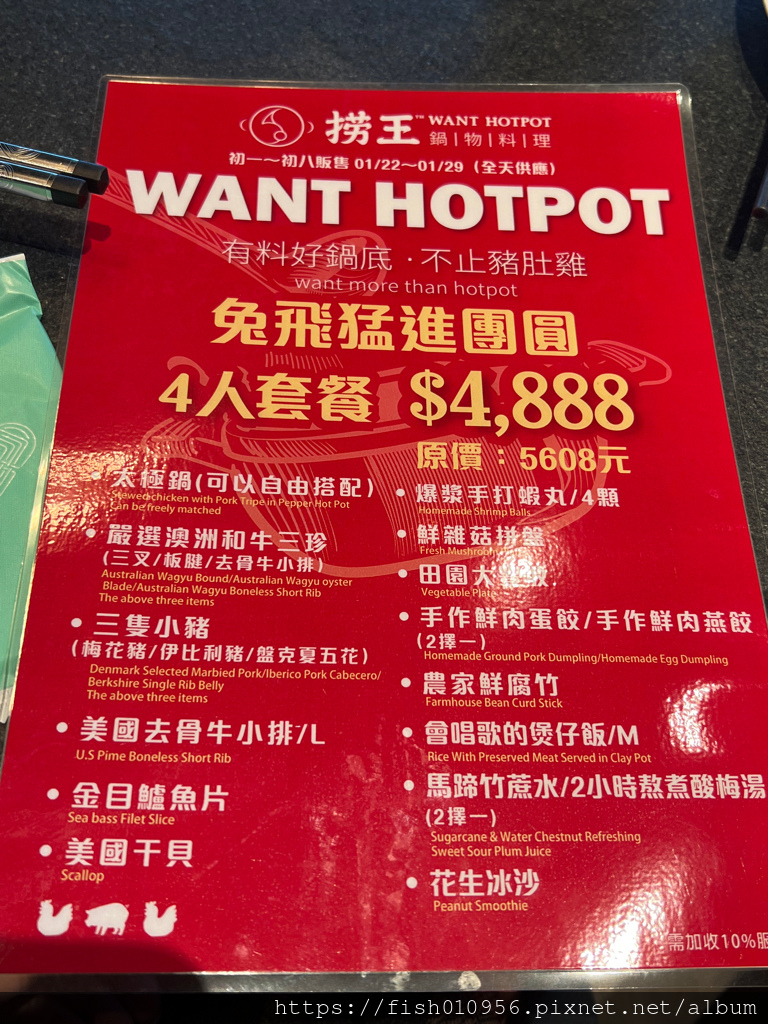 捞王™ WANT HOTPOT
鍋|物|料|理
初一~初八販售 01/22~01/29 (全天供應)
WANT HOTPOT
有料好鍋底·不止豬肚雞
want more than hotpot
兔飛猛進團圓
4人套餐 $4,888
原價：5608元
• 太極鍋(可以自由搭配)
Stewed chicken with Pork Tripe in Pepper Hot Pot
Can be freely matched
• 嚴選澳洲和牛三珍
(三叉/板腱/去骨牛小排)
Australian Wagyu Bound/Australian Wagyu oyster
Blade/Australian Wagyu Boneless Short Rib
The above three items
• 三隻小豬
(梅花豬/伊比利豬/盤克夏五花)
Denmark Selected Marbied Pork/Iberico Pork Cabecero/
Berkshire Single Rib Belly
The above three items
• 美國去骨牛小排/L
U.S Pime Boneless Short Rib
• 金目鱸魚片
Sea bass Filet Slice
• 美國干貝
Scallop
• 爆漿手打蝦丸/4顆
Homemade Shrimp Balls
• 鮮雜菇拼盤
Fresh Mushroom
• 田園大
Vegetable Plate
• 手作鮮肉蛋餃/手作鮮肉燕餃
(2擇一)
Homemade Ground Pork Dumpling/Homemade Egg Dumpling
• 農家鮮腐竹
Farmhouse Bean Curd Stick
• 會唱歌的煲仔飯/M
Rice With Preserved Meat Served in Clay Pot
• 馬蹄竹蔗水/2小時熬煮酸梅湯
(2擇一)
Sugarcane & Water Chestnut Refreshing
Sweet Sour Plum Juice
• 花生冰沙
Peanut Smoothie
需加收10%服
https://fish010956.pixnet.net/album